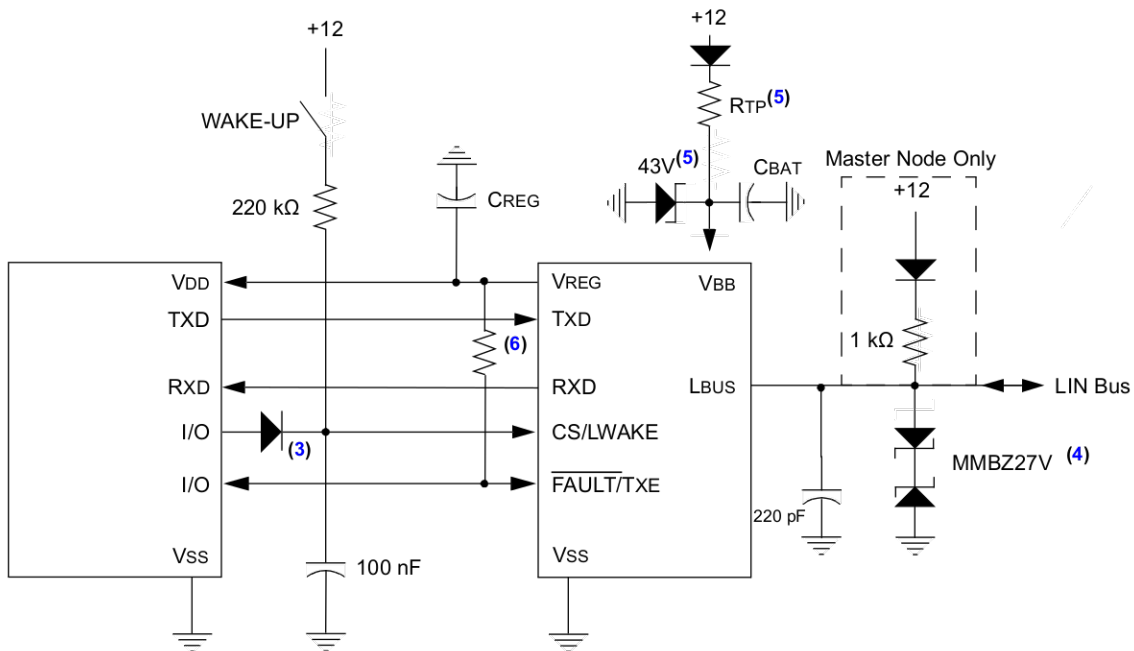 +12
+12
WAKE-UP
RTP(5)
43V(5)
CBAT
Master Node Only
+12
220 kΩ
CREG
VDD
VREG
VBB
TXD
TXD
(6)
1 kΩ
RXD
RXD
LBUS
LIN Bus
I/O
(3)
CS/LWAKE
MMBZ27V (4)
I/O
FAULT/TXE
220 pF
VSS
100 nF
VSS